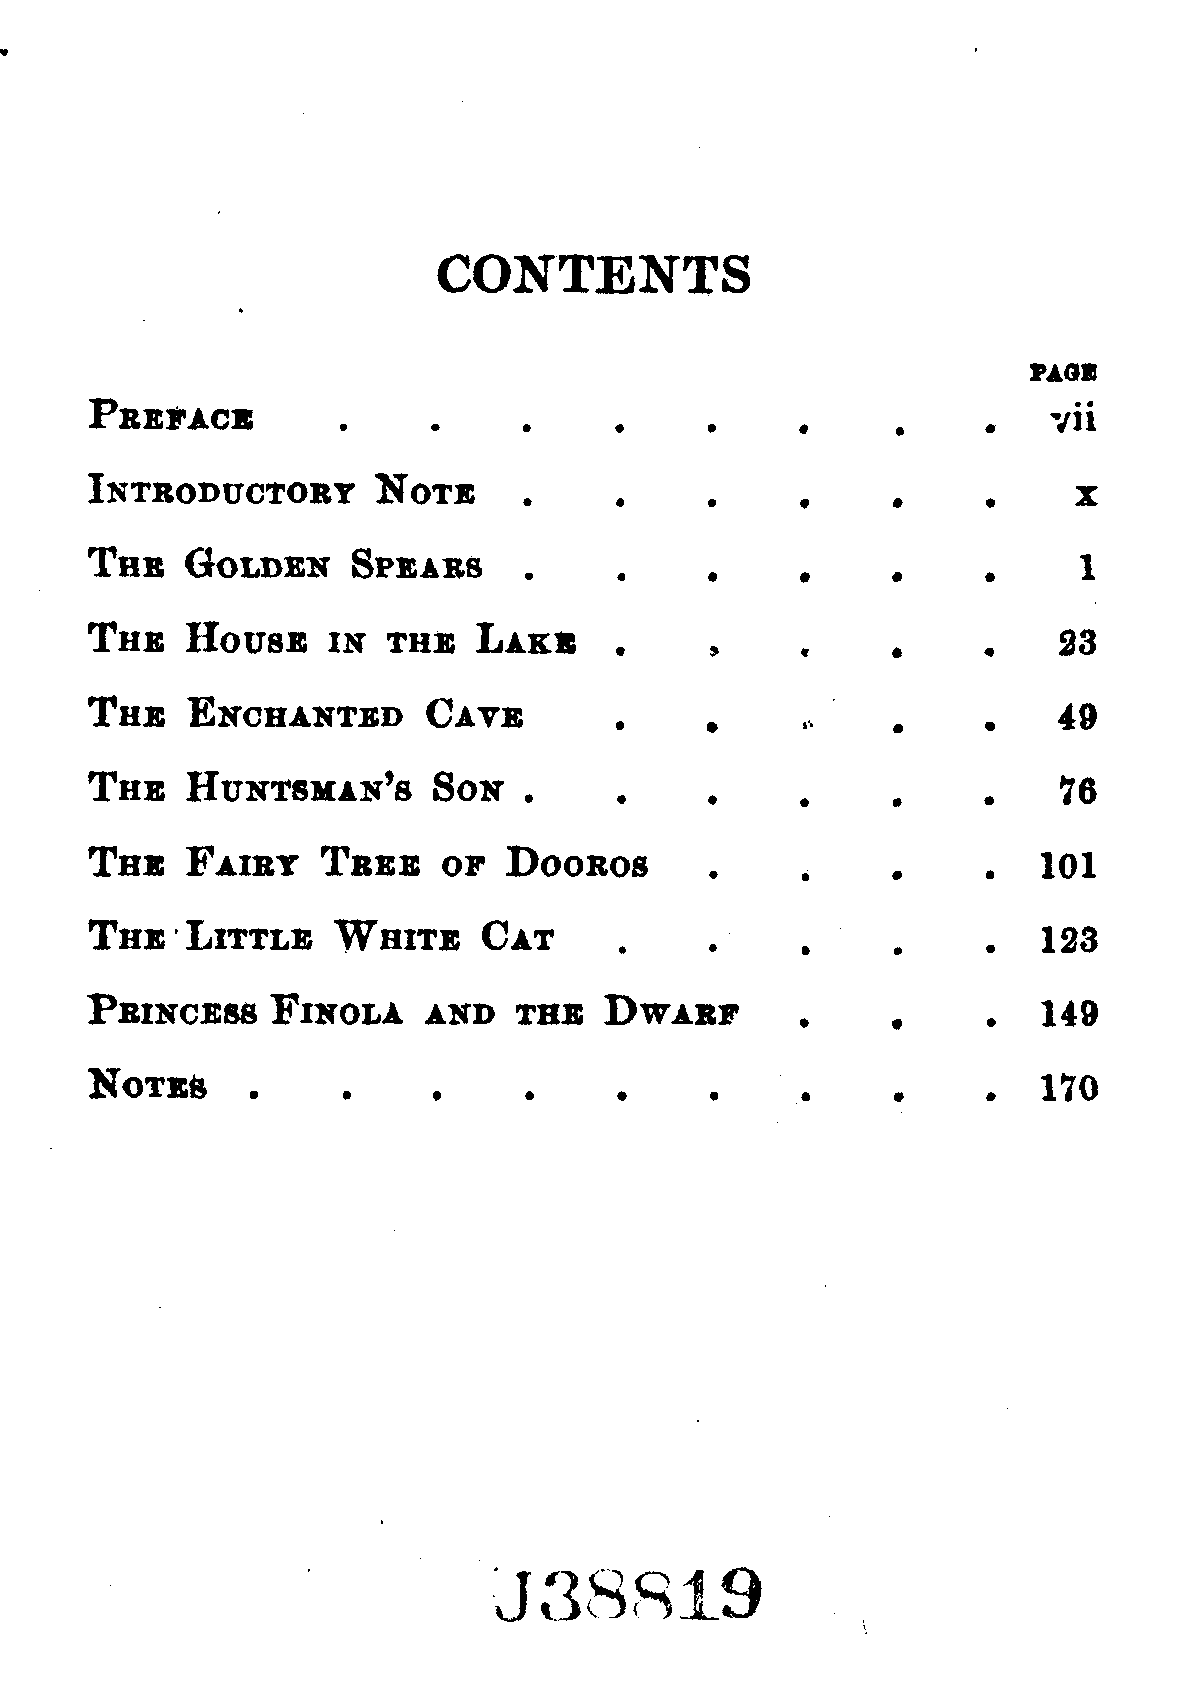 CONTENTS
PAGE
PREFACE . . . . . . . . vii
INTRODUCTORY NOTE . . . . . . x
THE GOLDEN SPEARS . . . . . . 1
THE HOUSE IN THE LAKE . . . . . 23
THE ENCHANTED CAVE . . . . . 49
THE HUNTSMAN'S SON . . . . . . 76
THE FAIRY TREE OF DOOROS . . . . 101
THE LITTLE WHITE CAT . . . . . 123
PRINCESS FINOLA AND THE DWARF . . . 149
NOTES . . . . . . . . . 170
J38819